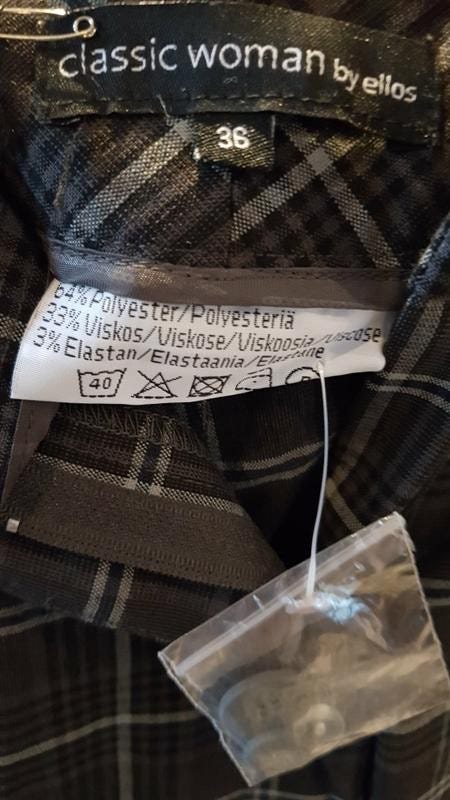 classic woman by ellos
36
64% Polyester/Polyesteriä
33% Viskos/Viskose/Viskoosia/Viscose
3% Elastan/Elastaania/Elastane
40